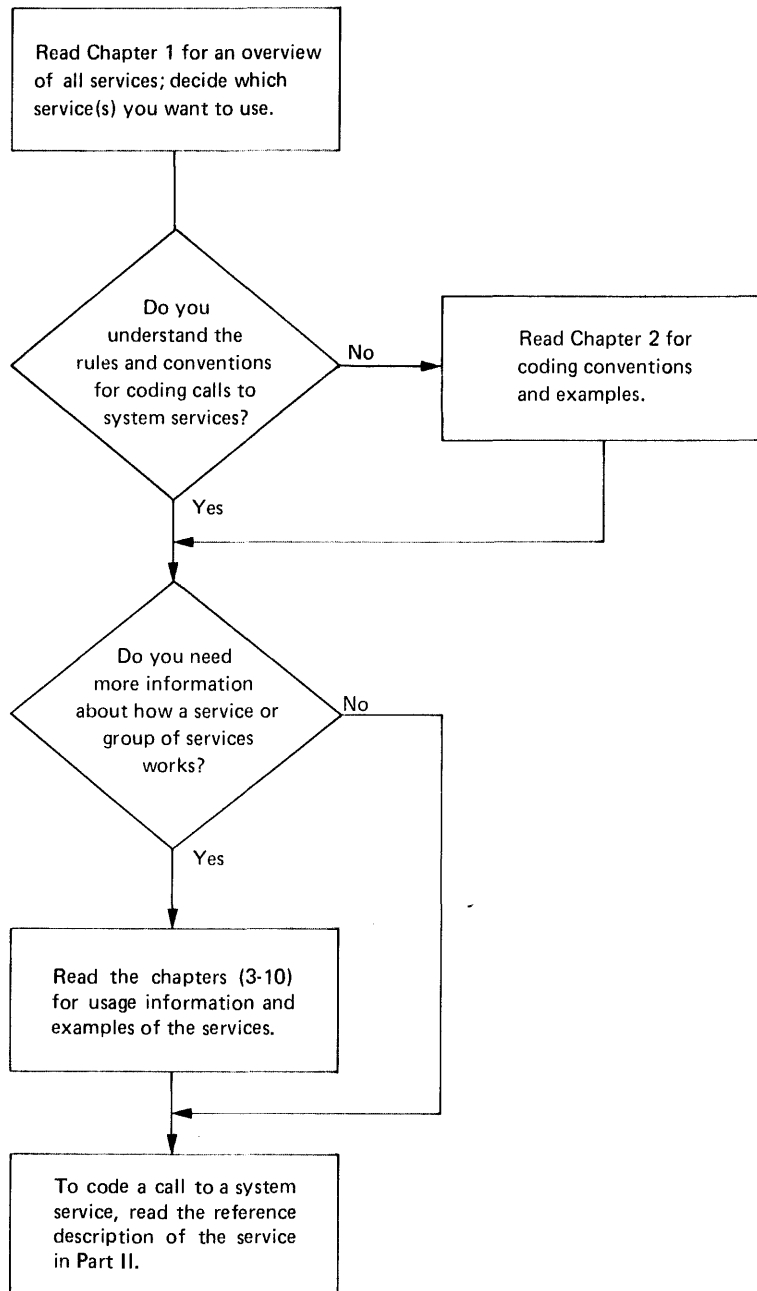 Read Chapter 1 for an overview
of all services; decide which
service(s) you want to use.
Do you
understand the
rules and conventions
for coding calls to
system services?
No
Read Chapter 2 for
coding conventions
and examples.
Yes
Do you need
more information
about how a service or
group of services
works?
No
Yes
Read the chapters (3-10)
for usage information and
examples of the services.
To code a call to a system
service, read the reference
description of the service
in Part II.